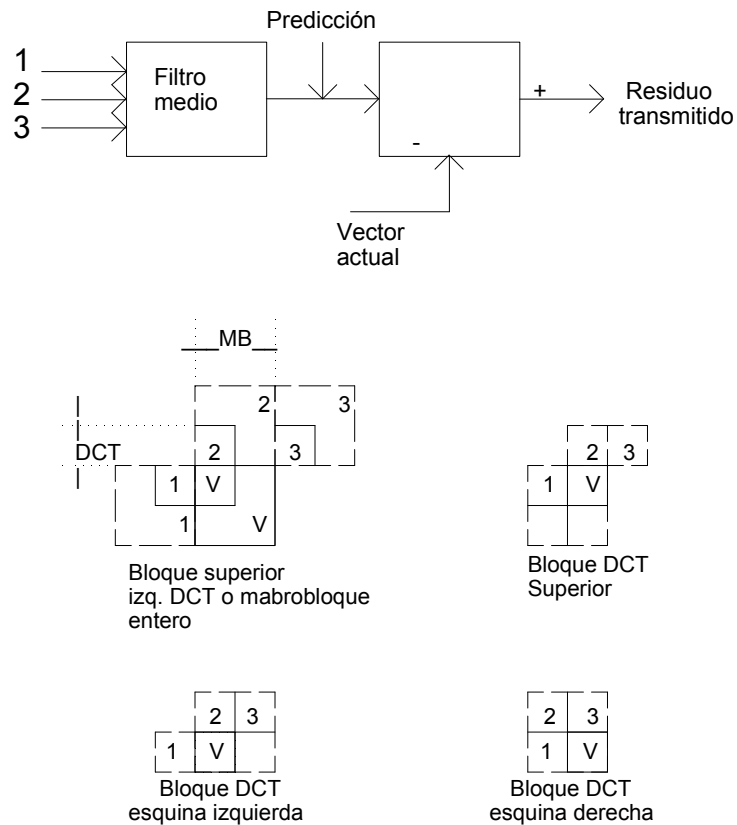 Predicción
1
2
3
Filtro
medio
-
+
Residuo
transmitido
Vector
actual
MB
2 3
DCT
2 3
1 V
1 V
Bloque superior
izq. DCT o mabrobloque
entero
2 3
1 V
Bloque DCT
Superior
2 3
1 V
Bloque DCT
esquina izquierda
2 3
1 V
Bloque DCT
esquina derecha